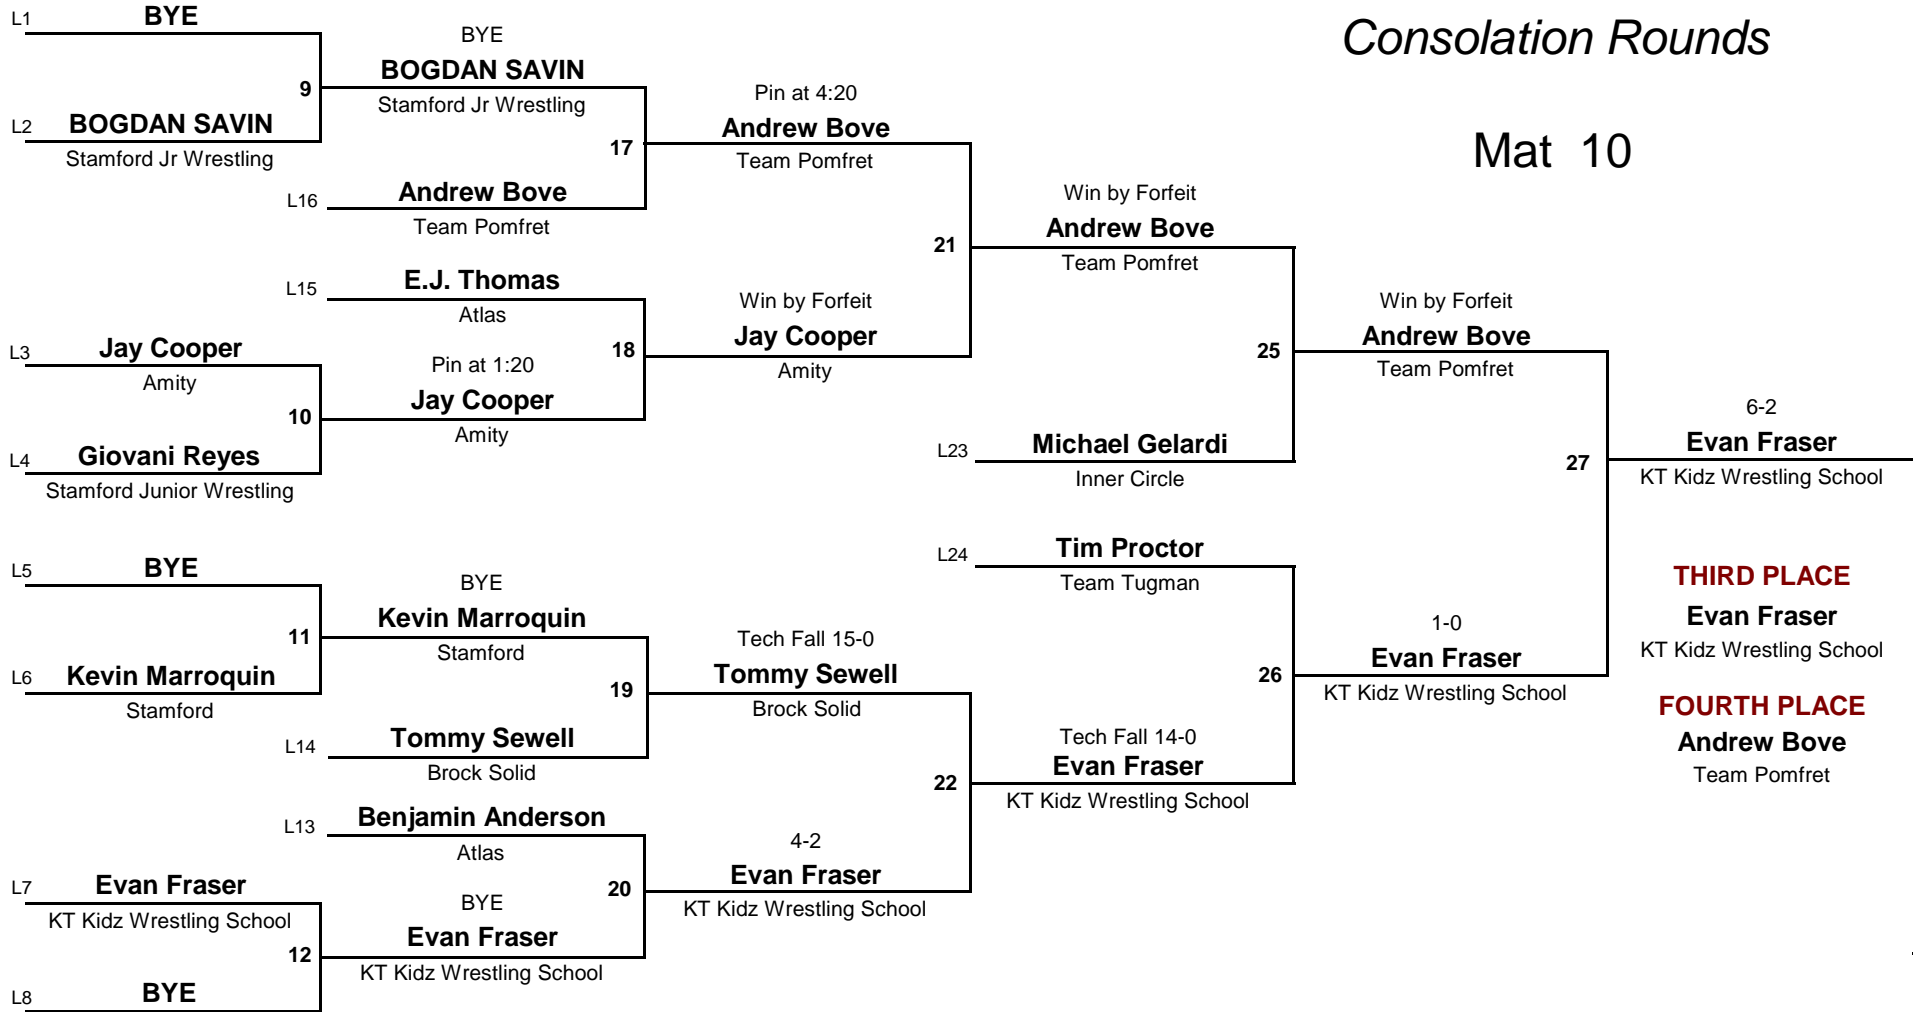 Consolation Rounds
Mat 10
L1 BYE
BYE
BOGDAN SAVIN
9
Stamford Jr Wrestling
L2 BOGDAN SAVIN
Stamford Jr Wrestling
Pin at 4:20
Andrew Bove
17
Team Pomfret
L16 Andrew Bove
Team Pomfret
Win by Forfeit
Andrew Bove
21
Team Pomfret
L15 E.J. Thomas
Atlas
Win by Forfeit
Jay Cooper
18
Amity
L3 Jay Cooper
Amity
Pin at 1:20
Jay Cooper
10
Amity
L4 Giovani Reyes
Stamford Junior Wrestling
Win by Forfeit
Andrew Bove
25
Team Pomfret
L23 Michael Gelardi
Inner Circle
6-2
Evan Fraser
27
KT Kidz Wrestling School
L24 Tim Proctor
Team Tugman
L5 BYE
BYE
Kevin Marroquin
11
Stamford
L6 Kevin Marroquin
Stamford
Tech Fall 15-0
Tommy Sewell
19
Brock Solid
L14 Tommy Sewell
Brock Solid
1-0
Evan Fraser
26
KT Kidz Wrestling School
Tech Fall 14-0
Evan Fraser
22
KT Kidz Wrestling School
L13 Benjamin Anderson
Atlas
4-2
Evan Fraser
20
KT Kidz Wrestling School
L7 Evan Fraser
KT Kidz Wrestling School
BYE
Evan Fraser
12
KT Kidz Wrestling School
L8 BYE
THIRD PLACE
Evan Fraser
KT Kidz Wrestling School
FOURTH PLACE
Andrew Bove
Team Pomfret